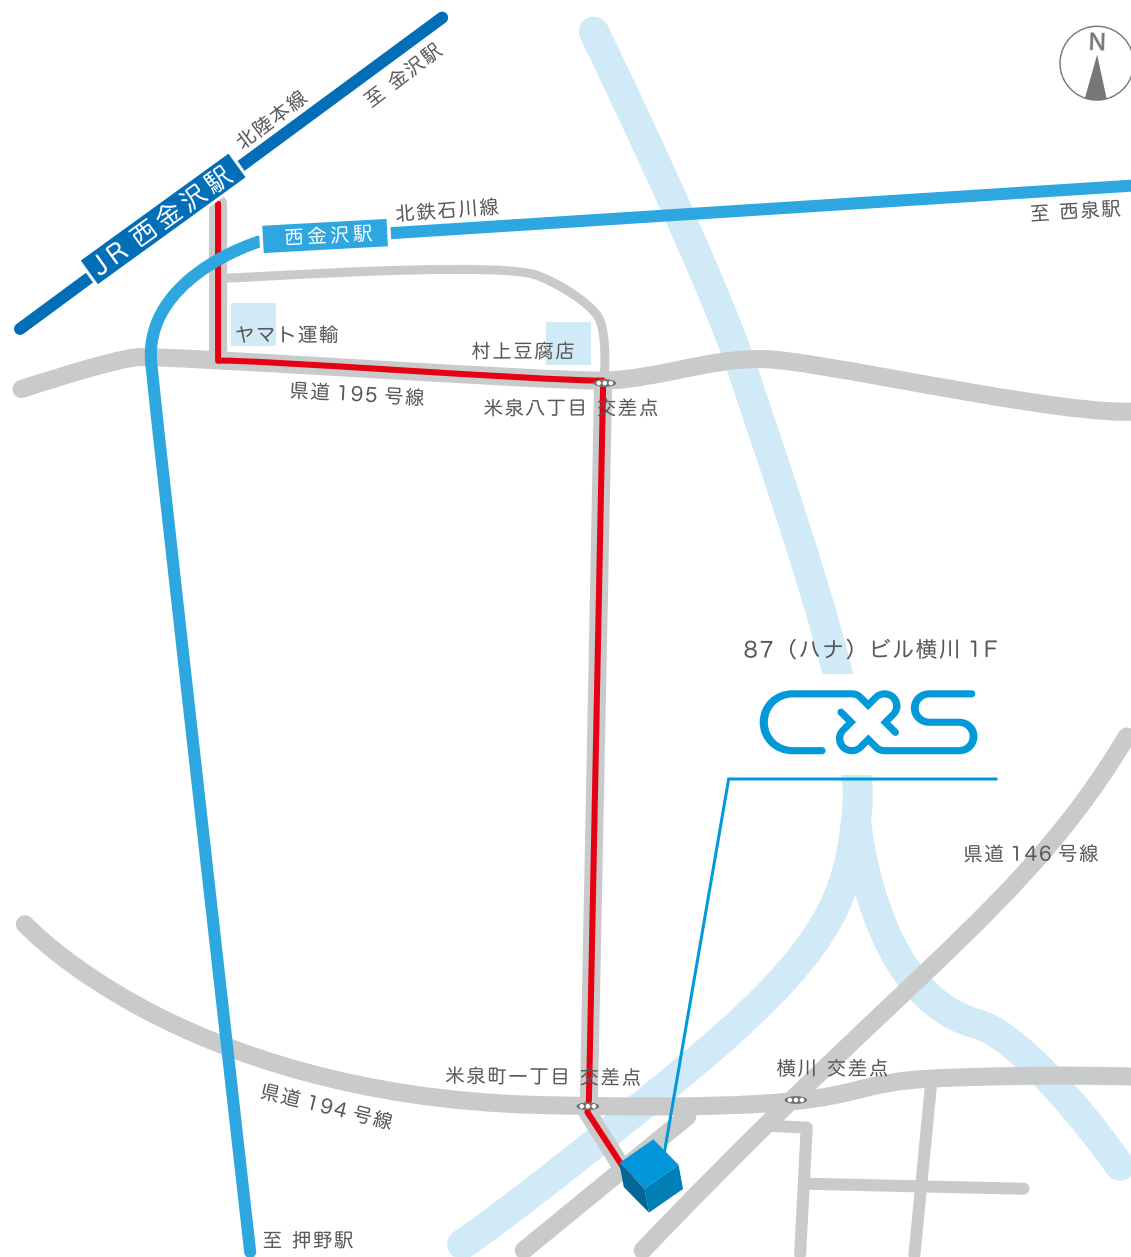 N
至 金沢駅
北陸本線
JR 西金沢駅
北鉄石川線
西金沢駅
至 西泉駅
ヤマト運輸
村上豆腐店
県道 195 号線
米泉八丁目 交差点
87（ハナ）ビル横川 1F
CXS
県道 146 号線
米泉町一丁目 交差点
横川 交差点
県道 194 号線
至 押野駅